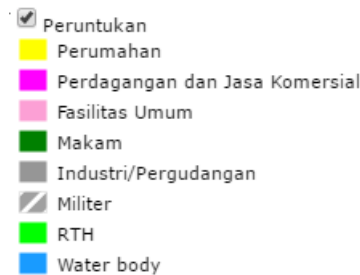 Peruntukan
Perumahan
Perdagangan dan Jasa Komersial
Fasilitas Umum
Makam
Industri/Pergudangan
Militer
RTH
Water body